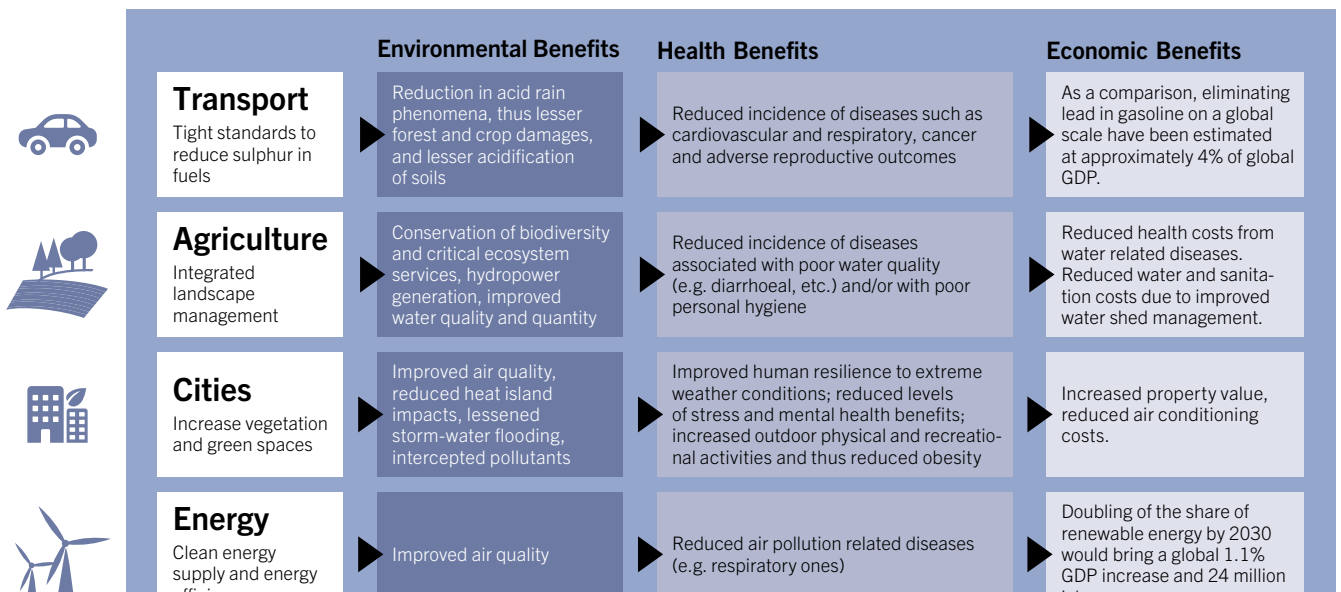 Environmental Benefits
Health Benefits
Economic Benefits
Transport
Tight standards to
reduce sulphur in
fuels
Reduction in acid rain
phenomena, thus lesser
forest and crop damages,
and lesser acidification
of soils
Reduced incidence of diseases such as
cardiovascular and respiratory, cancer
and adverse reproductive outcomes
As a comparison, eliminating
lead in gasoline on a global
scale have been estimated
at approximately 4% of global
GDP.
Agriculture
Integrated
landscape
management
Conservation of biodiversity
and critical ecosystem
services, hydropower
generation, improved
water quality and quantity
Reduced incidence of diseases
associated with poor water quality
(e.g. diarrhoeal, etc.) and/or with poor
personal hygiene
Reduced health costs from
water related diseases.
Reduced water and sanita-
tion costs due to improved
water shed management.
Cities
Increase vegetation
and green spaces
Improved air quality,
reduced heat island
impacts, lessened
storm-water flooding,
intercepted pollutants
Improved human resilience to extreme
weather conditions; reduced levels
of stress and mental health benefits;
increased outdoor physical and recreatio-
nal activities and thus reduced obesity
Increased property value,
reduced air conditioning
costs.
Energy
Clean energy
supply and energy
Improved air quality
Reduced air pollution related diseases
(e.g. respiratory ones)
Doubling of the share of
renewable energy by 2030
would bring a global 1.1%
GDP increase and 24 million